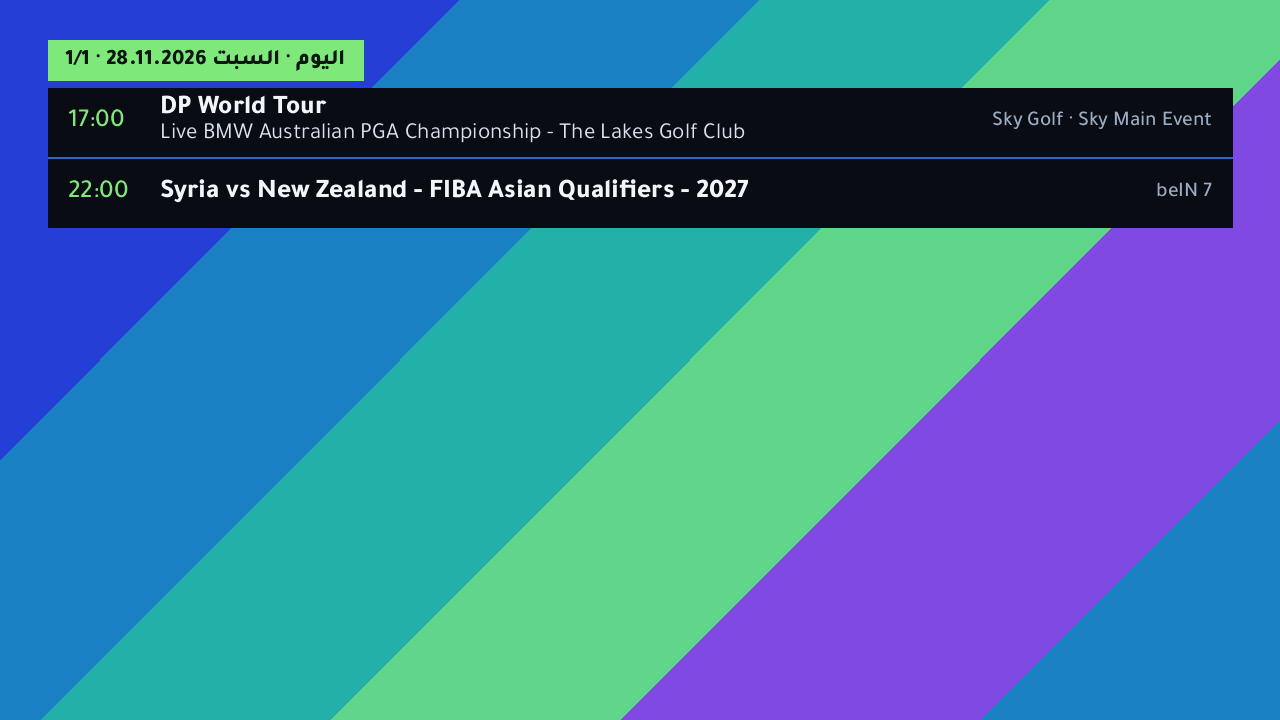 اليوم · السبت 28.11.2026 · 1/1
17:00 DP World Tour Sky Golf · Sky Main Event
Live BMW Australian PGA Championship - The Lakes Golf Club
22:00 Syria vs New Zealand - FIBA Asian Qualifiers - 2027 beIN 7